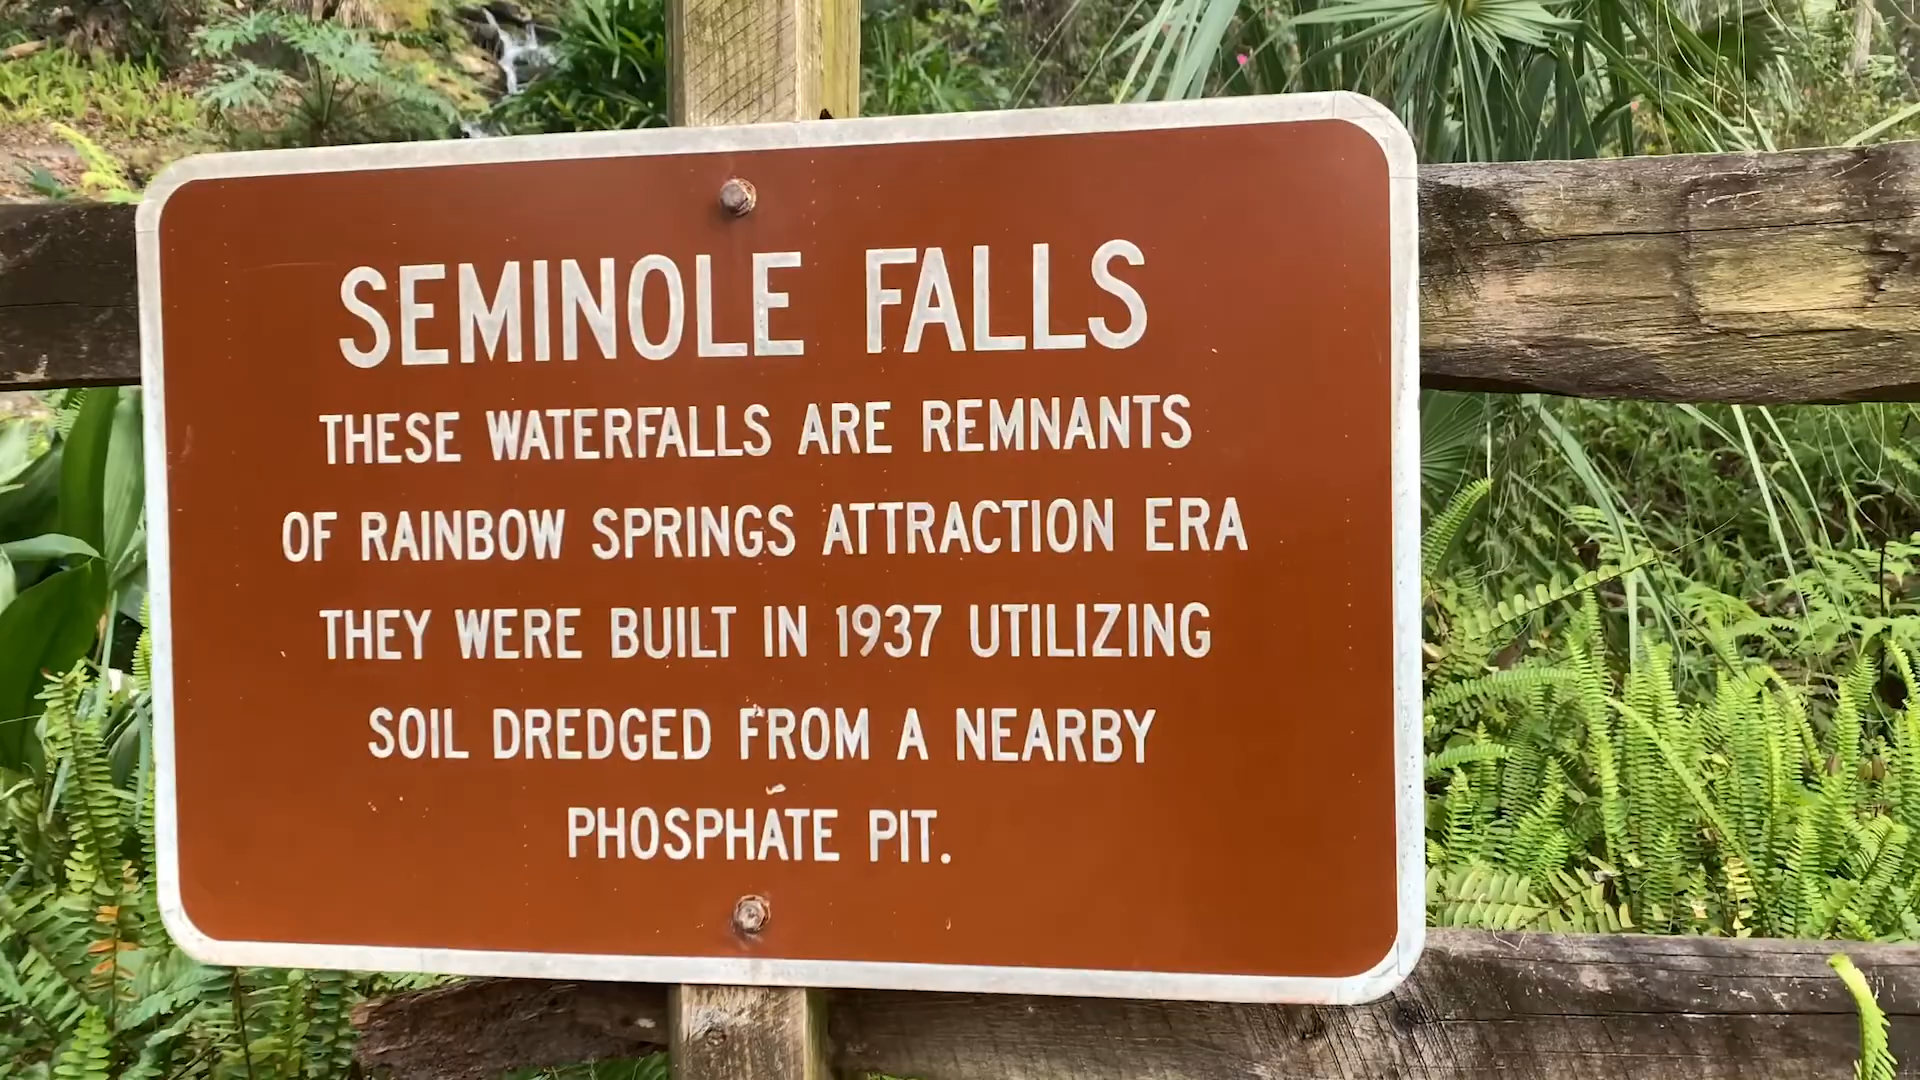 SEMINOLE FALLS
THESE WATERFALLS ARE REMNANTS
OF RAINBOW SPRINGS ATTRACTION ERA
THEY WERE BUILT IN 1937 UTILIZING
SOIL DREDGED FROM A NEARBY
PHOSPHATE PIT.